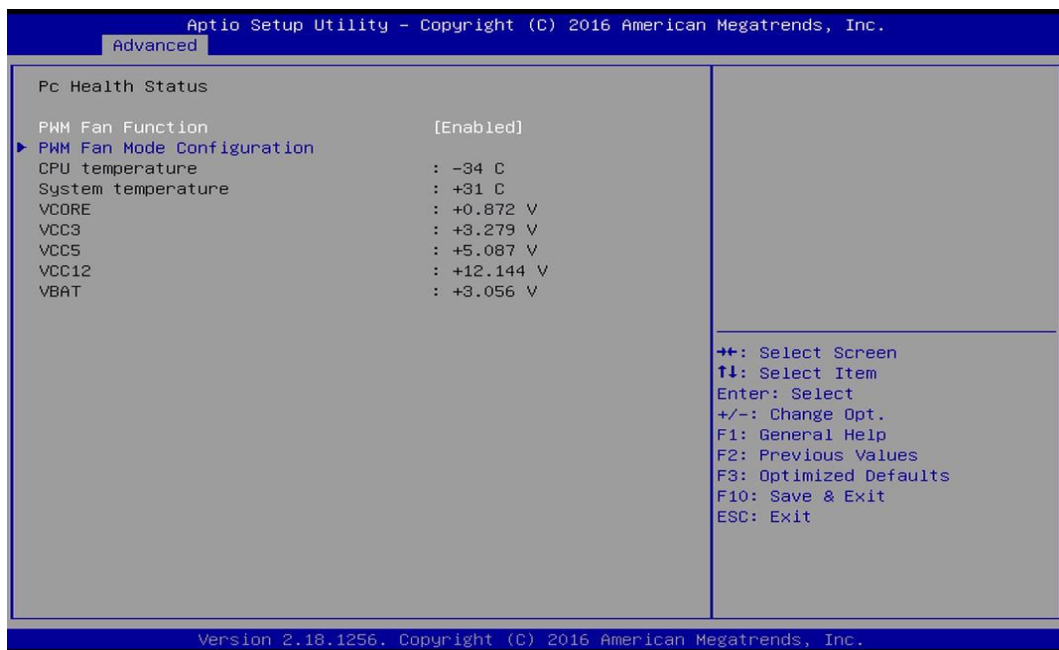 Aptio Setup Utility – Copyright (C) 2016 American Megatrends, Inc.
Advanced
Pc Health Status
PWM Fan Function [Enabled]
▶ PWM Fan Mode Configuration
CPU temperature : -34 C
System temperature : +31 C
VCORE : +0.872 V
VCC3 : +3.279 V
VCC5 : +5.087 V
VCC12 : +12.144 V
VBAT : +3.056 V
→←: Select Screen
↑↓: Select Item
Enter: Select
+/-: Change Opt.
F1: General Help
F2: Previous Values
F3: Optimized Defaults
F10: Save & Exit
ESC: Exit
Version 2.18.1256. Copyright (C) 2016 American Megatrends, Inc.